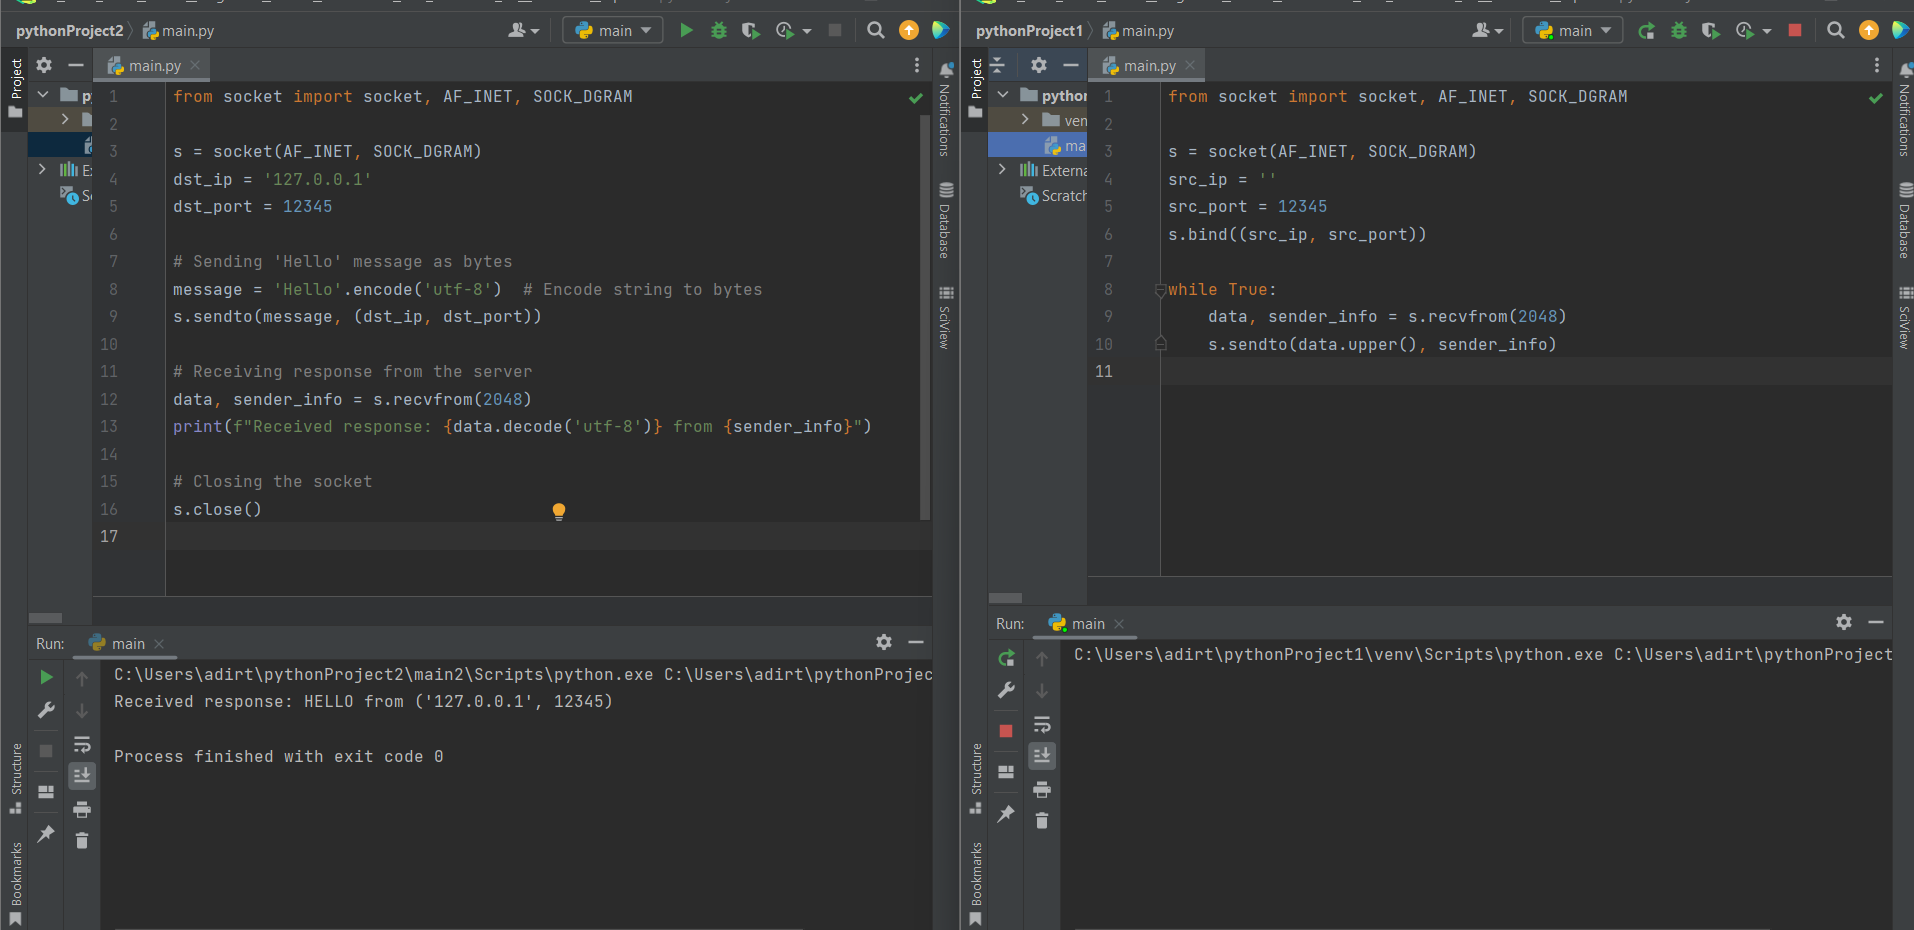 pythonProject2 main.py
main
Project
main.py
1 from socket import socket, AF_INET, SOCK_DGRAM
2
3 s = socket(AF_INET, SOCK_DGRAM)
4 dst_ip = '127.0.0.1'
5 dst_port = 12345
6
7 # Sending 'Hello' message as bytes
8 message = 'Hello'.encode('utf-8')  # Encode string to bytes
9 s.sendto(message, (dst_ip, dst_port))
10
11 # Receiving response from the server
12 data, sender_info = s.recvfrom(2048)
13 print(f"Received response: {data.decode('utf-8')} from {sender_info}")
14
15 # Closing the socket
16 s.close()
17
Notifications
Database
SciView
Run: main
C:\Users\adirt\pythonProject2\main2\Scripts\python.exe C:\Users\adirt\pythonProjec
Received response: HELLO from ('127.0.0.1', 12345)
Process finished with exit code 0
Structure
Bookmarks
pythonProject1 main.py
main
Project
python
ven
ma
Externa
Scratch
main.py
1 from socket import socket, AF_INET, SOCK_DGRAM
2
3 s = socket(AF_INET, SOCK_DGRAM)
4 src_ip = ''
5 src_port = 12345
6 s.bind((src_ip, src_port))
7
8 while True:
9     data, sender_info = s.recvfrom(2048)
10     s.sendto(data.upper(), sender_info)
11
Notifications
Database
SciView
Run: main
C:\Users\adirt\pythonProject1\venv\Scripts\python.exe C:\Users\adirt\pythonProject
Structure
Bookmarks